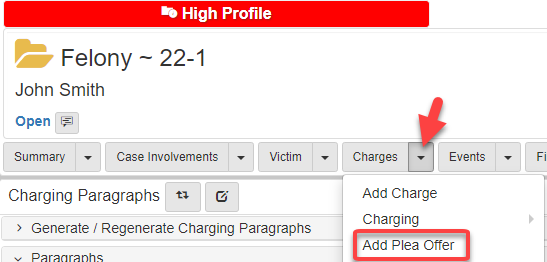 High Profile
Felony ~ 22-1
John Smith
Open
Summary Case Involvements Victim Charges Events Fi
Charging Paragraphs
Generate / Regenerate Charging Paragraphs
Paragraphs
Add Charge
Charging
Add Plea Offer